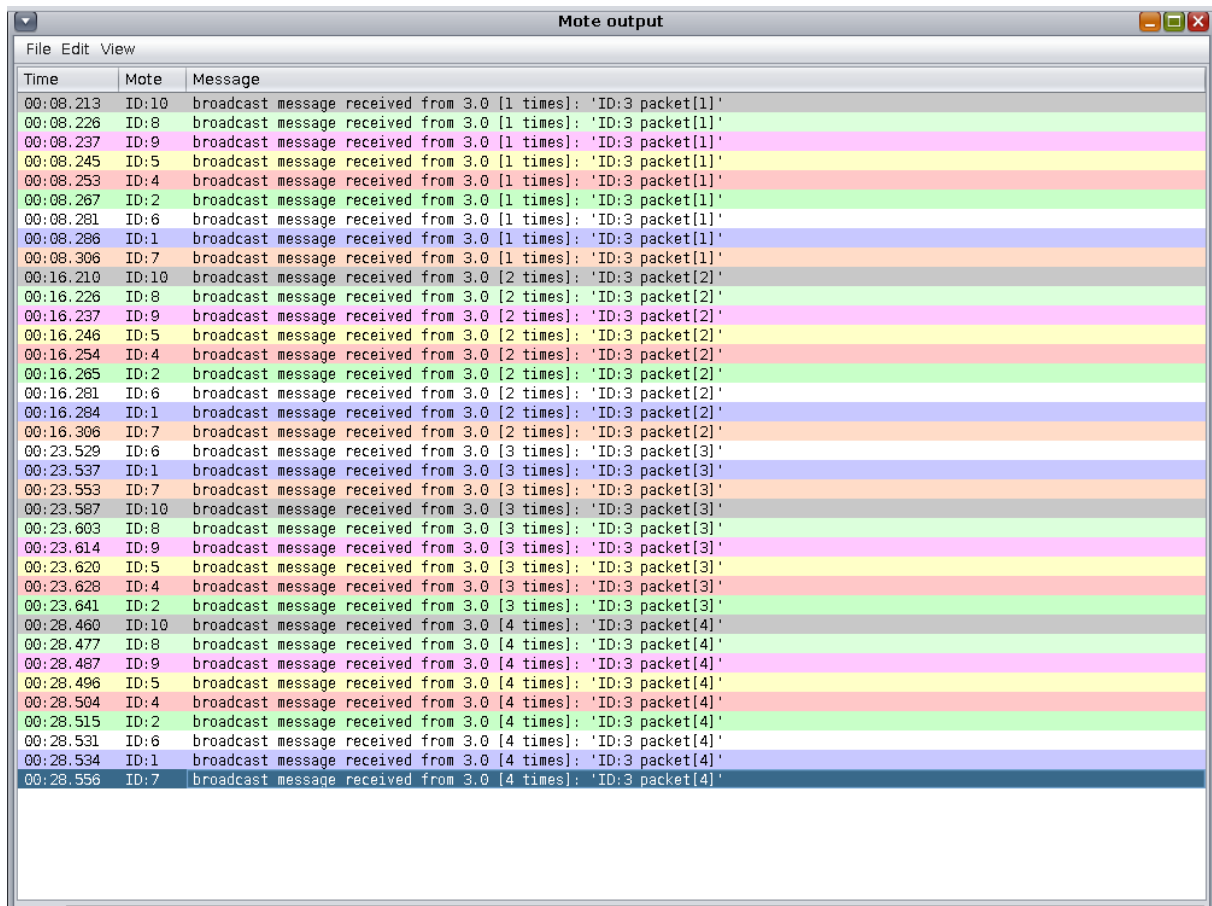 Mote output
File Edit View
Time Mote Message
00:08.213 ID:10 broadcast message received from 3.0 [1 times]: 'ID:3 packet[1]'
00:08.226 ID:8 broadcast message received from 3.0 [1 times]: 'ID:3 packet[1]'
00:08.237 ID:9 broadcast message received from 3.0 [1 times]: 'ID:3 packet[1]'
00:08.245 ID:5 broadcast message received from 3.0 [1 times]: 'ID:3 packet[1]'
00:08.253 ID:4 broadcast message received from 3.0 [1 times]: 'ID:3 packet[1]'
00:08.267 ID:2 broadcast message received from 3.0 [1 times]: 'ID:3 packet[1]'
00:08.281 ID:6 broadcast message received from 3.0 [1 times]: 'ID:3 packet[1]'
00:08.286 ID:1 broadcast message received from 3.0 [1 times]: 'ID:3 packet[1]'
00:08.306 ID:7 broadcast message received from 3.0 [1 times]: 'ID:3 packet[1]'
00:16.210 ID:10 broadcast message received from 3.0 [2 times]: 'ID:3 packet[2]'
00:16.226 ID:8 broadcast message received from 3.0 [2 times]: 'ID:3 packet[2]'
00:16.237 ID:9 broadcast message received from 3.0 [2 times]: 'ID:3 packet[2]'
00:16.246 ID:5 broadcast message received from 3.0 [2 times]: 'ID:3 packet[2]'
00:16.254 ID:4 broadcast message received from 3.0 [2 times]: 'ID:3 packet[2]'
00:16.265 ID:2 broadcast message received from 3.0 [2 times]: 'ID:3 packet[2]'
00:16.281 ID:6 broadcast message received from 3.0 [2 times]: 'ID:3 packet[2]'
00:16.284 ID:1 broadcast message received from 3.0 [2 times]: 'ID:3 packet[2]'
00:16.306 ID:7 broadcast message received from 3.0 [2 times]: 'ID:3 packet[2]'
00:23.529 ID:6 broadcast message received from 3.0 [3 times]: 'ID:3 packet[3]'
00:23.537 ID:1 broadcast message received from 3.0 [3 times]: 'ID:3 packet[3]'
00:23.553 ID:7 broadcast message received from 3.0 [3 times]: 'ID:3 packet[3]'
00:23.587 ID:10 broadcast message received from 3.0 [3 times]: 'ID:3 packet[3]'
00:23.603 ID:8 broadcast message received from 3.0 [3 times]: 'ID:3 packet[3]'
00:23.614 ID:9 broadcast message received from 3.0 [3 times]: 'ID:3 packet[3]'
00:23.620 ID:5 broadcast message received from 3.0 [3 times]: 'ID:3 packet[3]'
00:23.628 ID:4 broadcast message received from 3.0 [3 times]: 'ID:3 packet[3]'
00:23.641 ID:2 broadcast message received from 3.0 [3 times]: 'ID:3 packet[3]'
00:28.460 ID:10 broadcast message received from 3.0 [4 times]: 'ID:3 packet[4]'
00:28.477 ID:8 broadcast message received from 3.0 [4 times]: 'ID:3 packet[4]'
00:28.487 ID:9 broadcast message received from 3.0 [4 times]: 'ID:3 packet[4]'
00:28.496 ID:5 broadcast message received from 3.0 [4 times]: 'ID:3 packet[4]'
00:28.504 ID:4 broadcast message received from 3.0 [4 times]: 'ID:3 packet[4]'
00:28.515 ID:2 broadcast message received from 3.0 [4 times]: 'ID:3 packet[4]'
00:28.531 ID:6 broadcast message received from 3.0 [4 times]: 'ID:3 packet[4]'
00:28.534 ID:1 broadcast message received from 3.0 [4 times]: 'ID:3 packet[4]'
00:28.556 ID:7 broadcast message received from 3.0 [4 times]: 'ID:3 packet[4]'